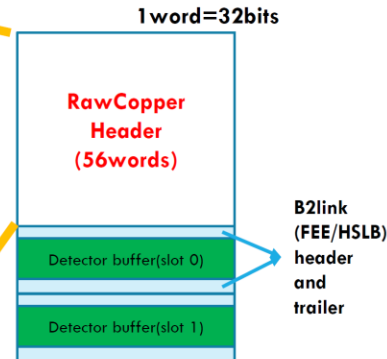 1word=32bits
RawCopper
Header
(56words)
B2link
(FEE/HSLB)
header
and
trailer
Detector buffer(slot 0)
Detector buffer(slot 1)